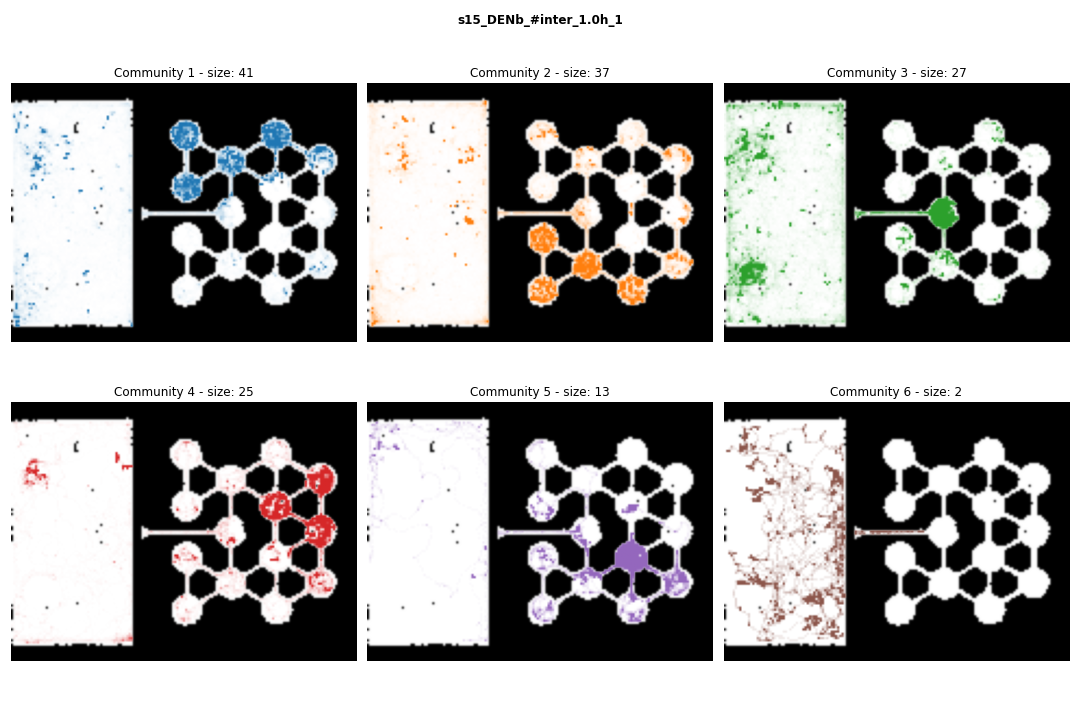 s15_DENb_#inter_1.0h_1
Community 1 - size: 41
Community 2 - size: 37
Community 3 - size: 27
Community 4 - size: 25
Community 5 - size: 13
Community 6 - size: 2